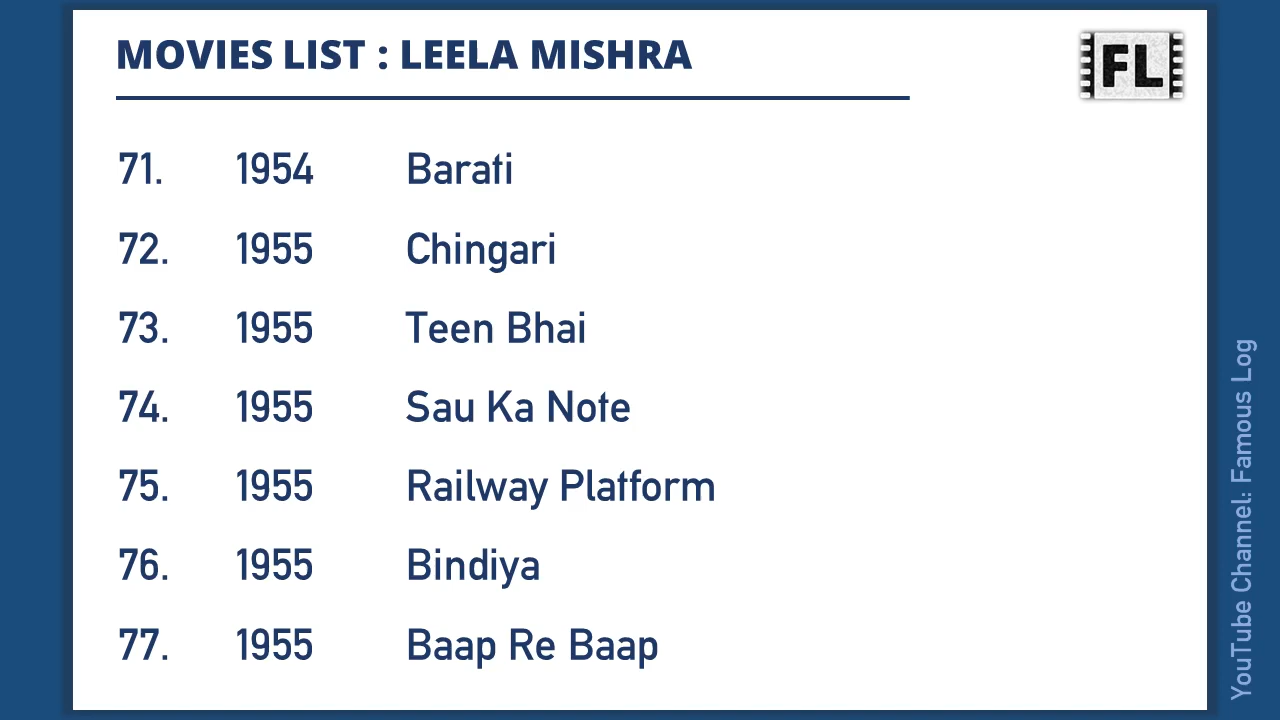 MOVIES LIST : LEELA MISHRA
FL
71. 1954 Barati
72. 1955 Chingari
73. 1955 Teen Bhai
74. 1955 Sau Ka Note
75. 1955 Railway Platform
76. 1955 Bindiya
77. 1955 Baap Re Baap
YouTube Channel: Famous Log